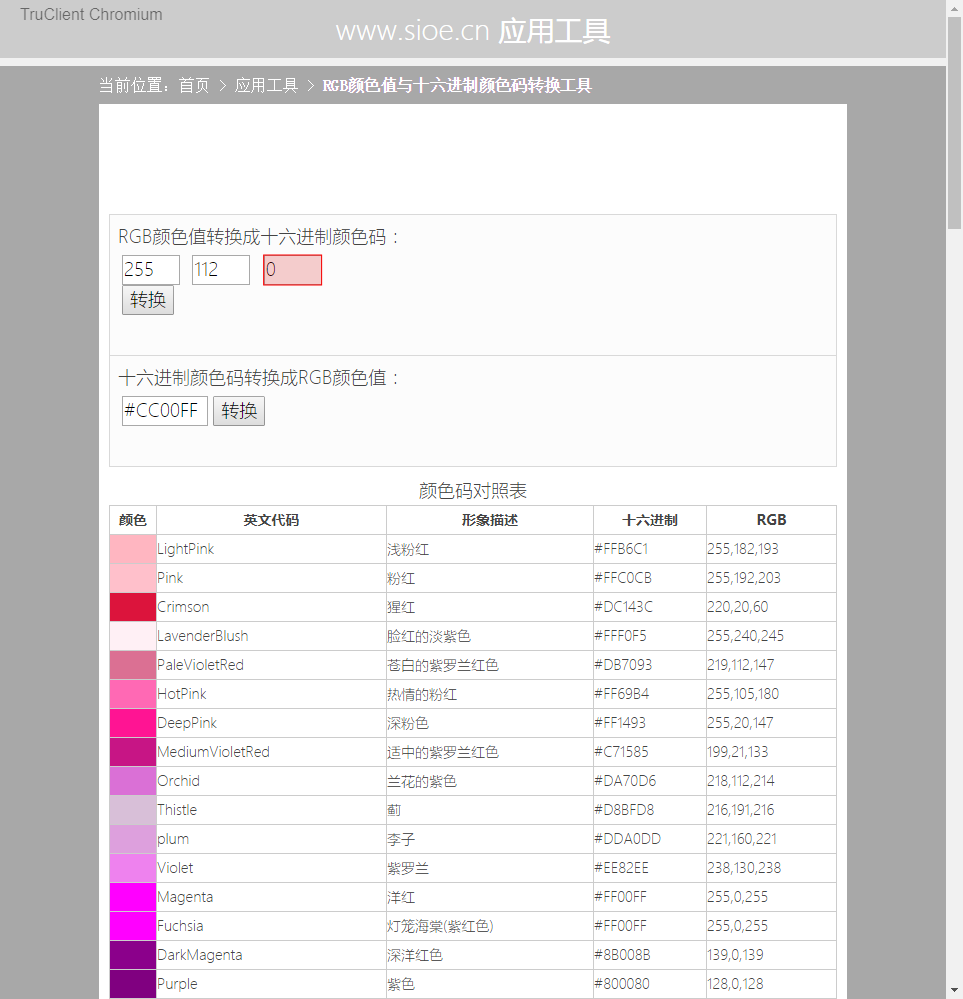 TruClient Chromium
www.sioe.cn 应用工具
当前位置：首页 > 应用工具 > RGB颜色值与十六进制颜色码转换工具
RGB颜色值转换成十六进制颜色码：
255 112 0
转换
十六进制颜色码转换成RGB颜色值：
#CC00FF 转换
颜色码对照表
颜色 英文代码 形象描述 十六进制 RGB
LightPink 浅粉红 #FFB6C1 255,182,193
Pink 粉红 #FFC0CB 255,192,203
Crimson 猩红 #DC143C 220,20,60
LavenderBlush 脸红的淡紫色 #FFF0F5 255,240,245
PaleVioletRed 苍白的紫罗兰红色 #DB7093 219,112,147
HotPink 热情的粉红 #FF69B4 255,105,180
DeepPink 深粉色 #FF1493 255,20,147
MediumVioletRed 适中的紫罗兰红色 #C71585 199,21,133
Orchid 兰花的紫色 #DA70D6 218,112,214
Thistle 蓟 #D8BFD8 216,191,216
plum 李子 #DDA0DD 221,160,221
Violet 紫罗兰 #EE82EE 238,130,238
Magenta 洋红 #FF00FF 255,0,255
Fuchsia 灯笼海棠(紫红色) #FF00FF 255,0,255
DarkMagenta 深洋红色 #8B008B 139,0,139
Purple 紫色 #800080 128,0,128